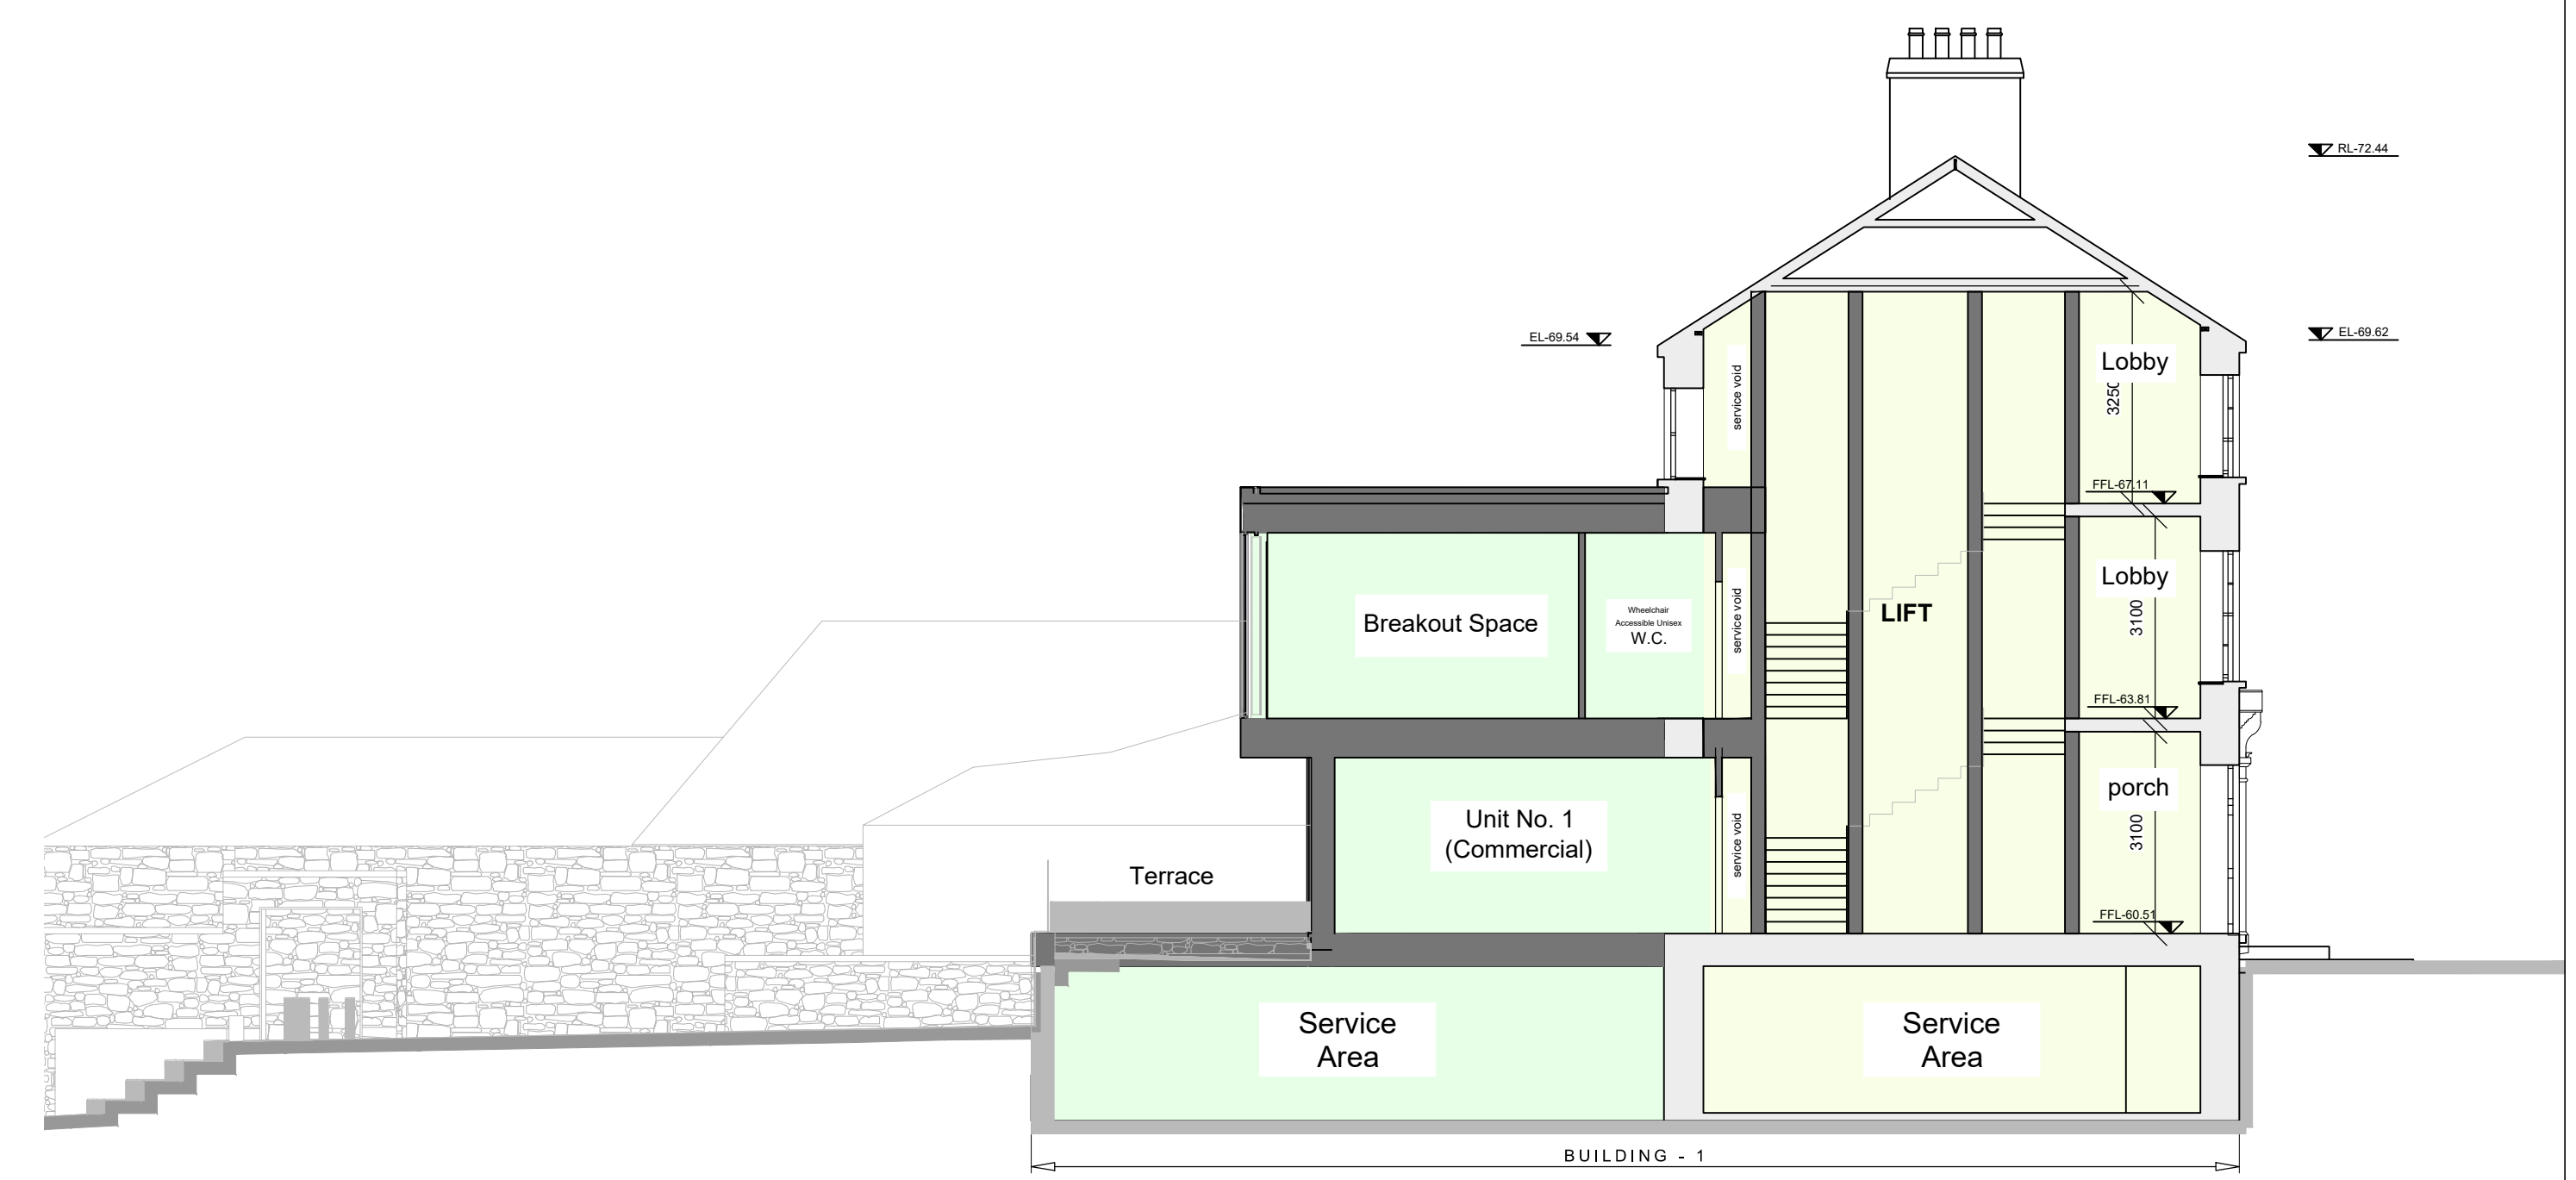 RL-72.44
EL-69.54
EL-69.62
Lobby
3250
service void
FFL-67.11
Lobby
3100
Breakout Space
Wheelchair
Accessible Unisex
W.C.
service void
LIFT
FFL-63.81
porch
3100
Unit No. 1
(Commercial)
service void
Terrace
FFL-60.51
Service
Area
Service
Area
BUILDING - 1